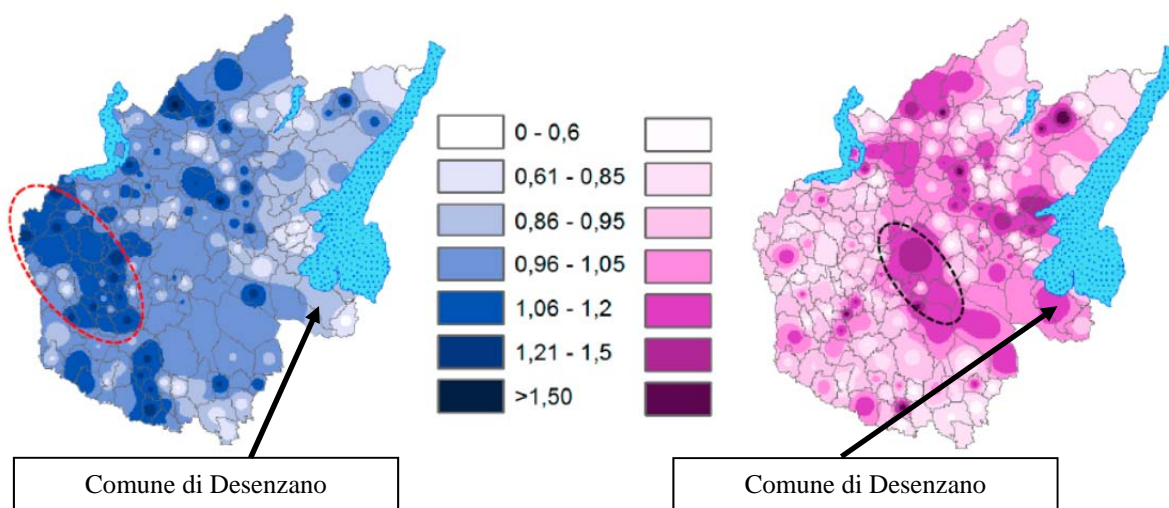 0 - 0,6
0,61 - 0,85
0,86 - 0,95
0,96 - 1,05
1,06 - 1,2
1,21 - 1,5
>1,50
Comune di Desenzano
Comune di Desenzano